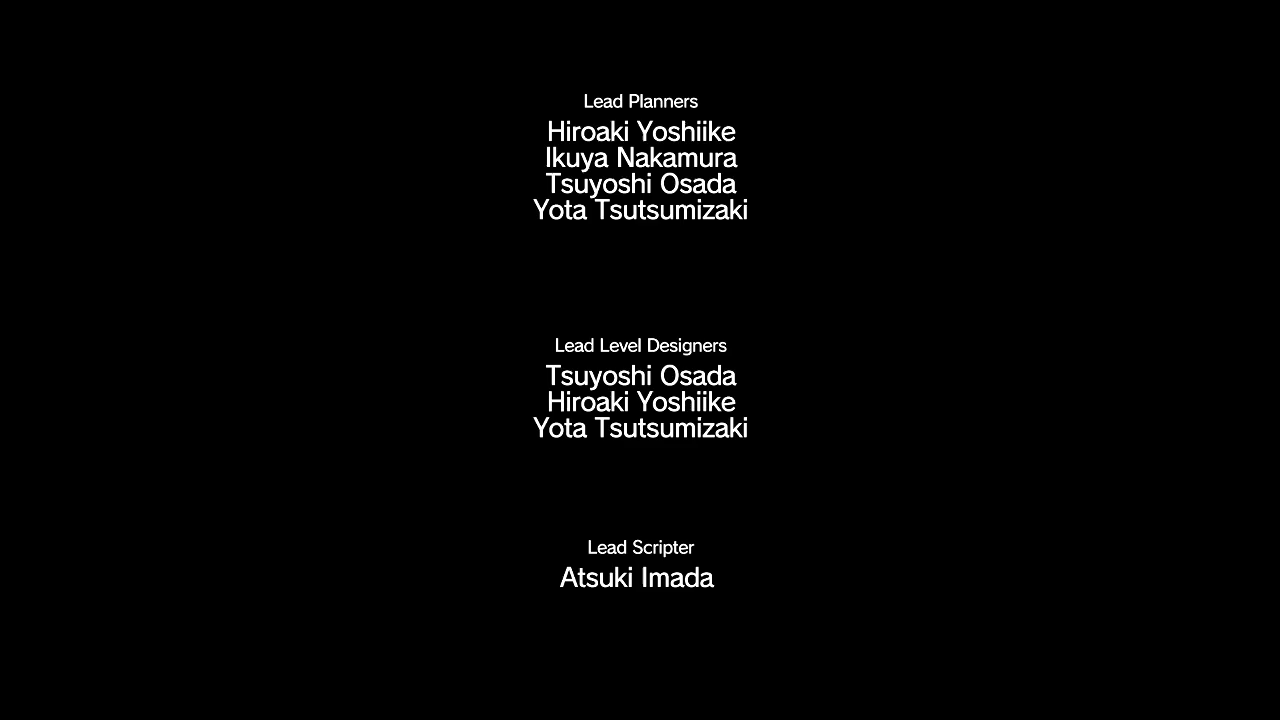 Lead Planners
Hiroaki Yoshiike
Ikuya Nakamura
Tsuyoshi Osada
Yota Tsutsumizaki
Lead Level Designers
Tsuyoshi Osada
Hiroaki Yoshiike
Yota Tsutsumizaki
Lead Scripter
Atsuki Imada